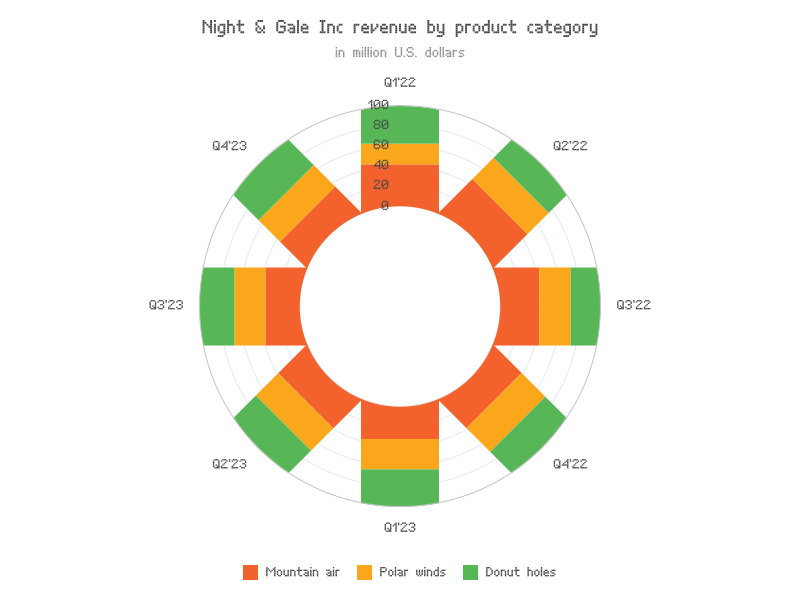 Night & Gale Inc revenue by product category
in million U.S. dollars
Q1'22
100
80
60
40
20
0
Q4'23
Q2'22
Q3'23
Q3'22
Q2'23
Q4'22
Q1'23
Mountain air
Polar winds
Donut holes